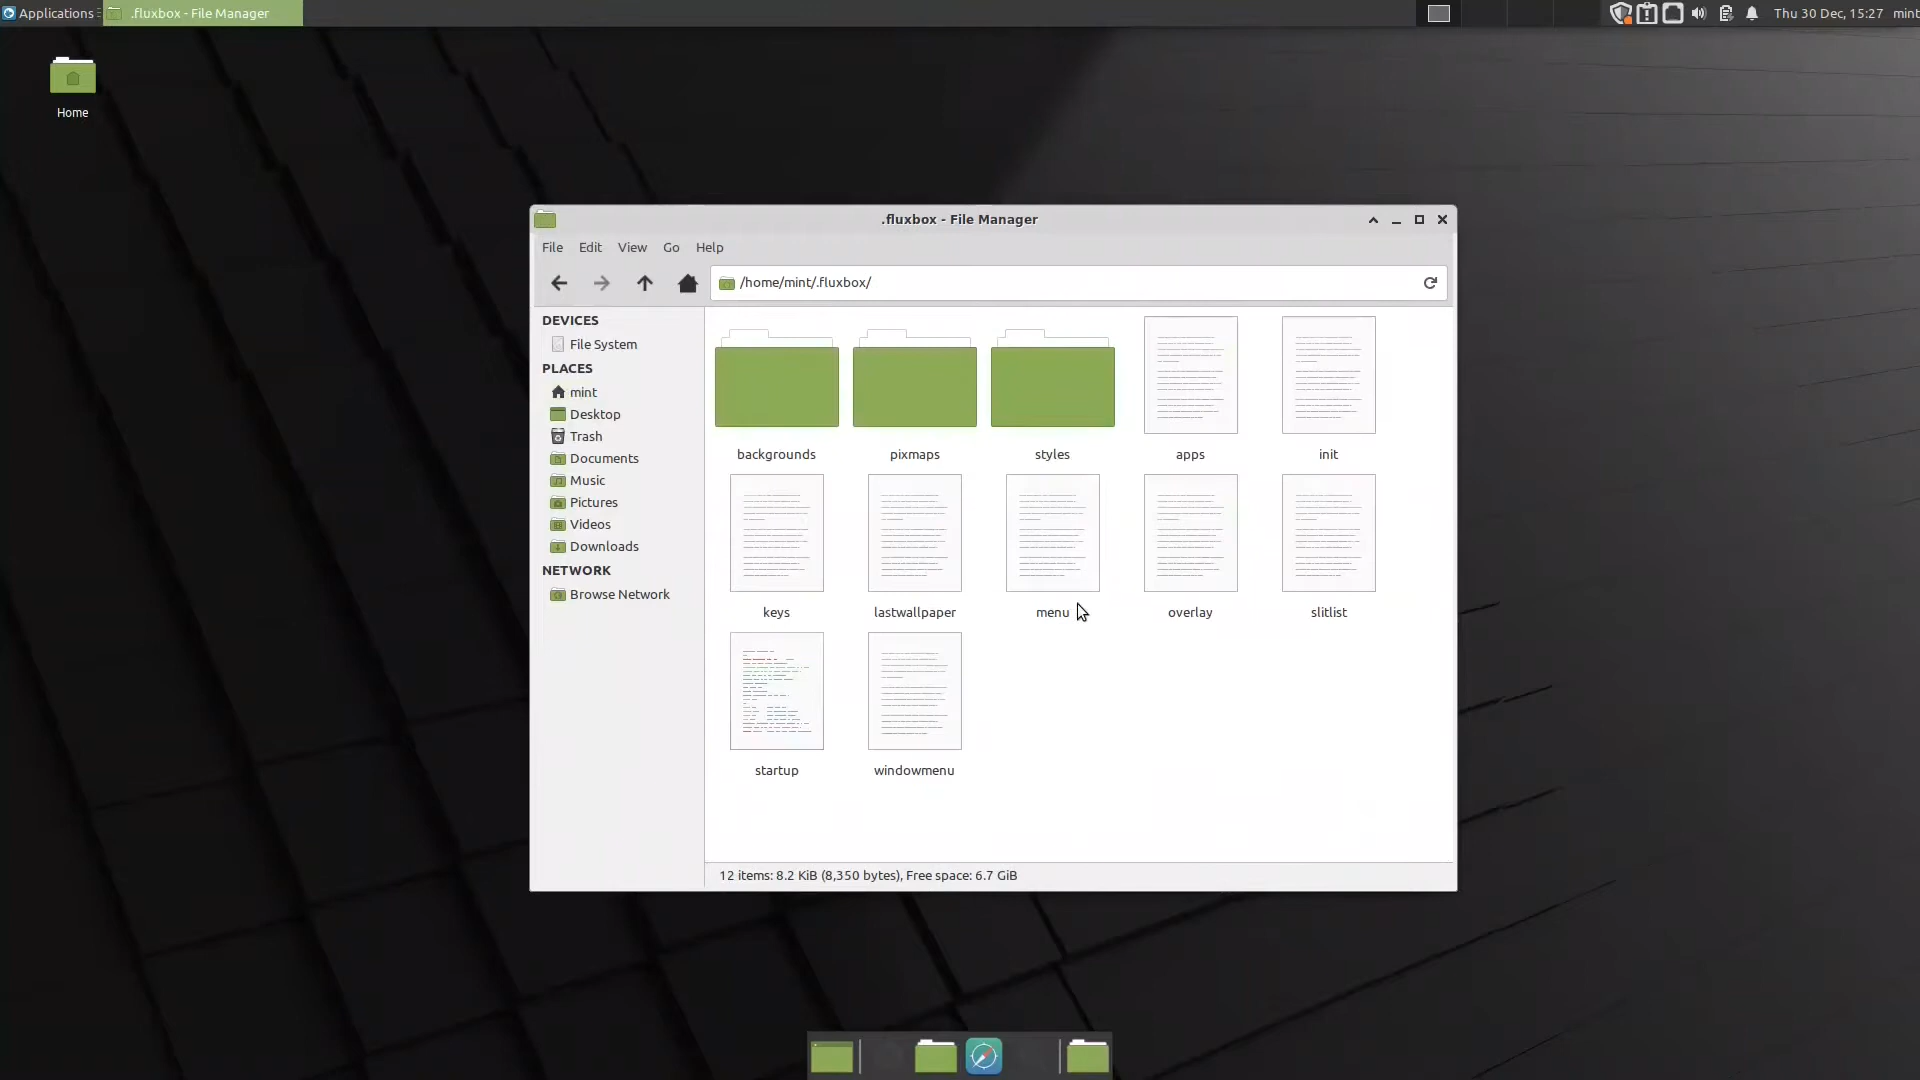 Applications
.fluxbox - File Manager
Thu 30 Dec, 15:27
mint
Home
.fluxbox - File Manager
File Edit View Go Help
/home/mint/.fluxbox/
DEVICES
File System
PLACES
mint
Desktop
Trash
Documents
Music
Pictures
Videos
Downloads
NETWORK
Browse Network
backgrounds pixmaps styles apps init
keys lastwallpaper menu overlay slitlist
startup windowmenu
12 items: 8.2 KiB (8,350 bytes), Free space: 6.7 GiB